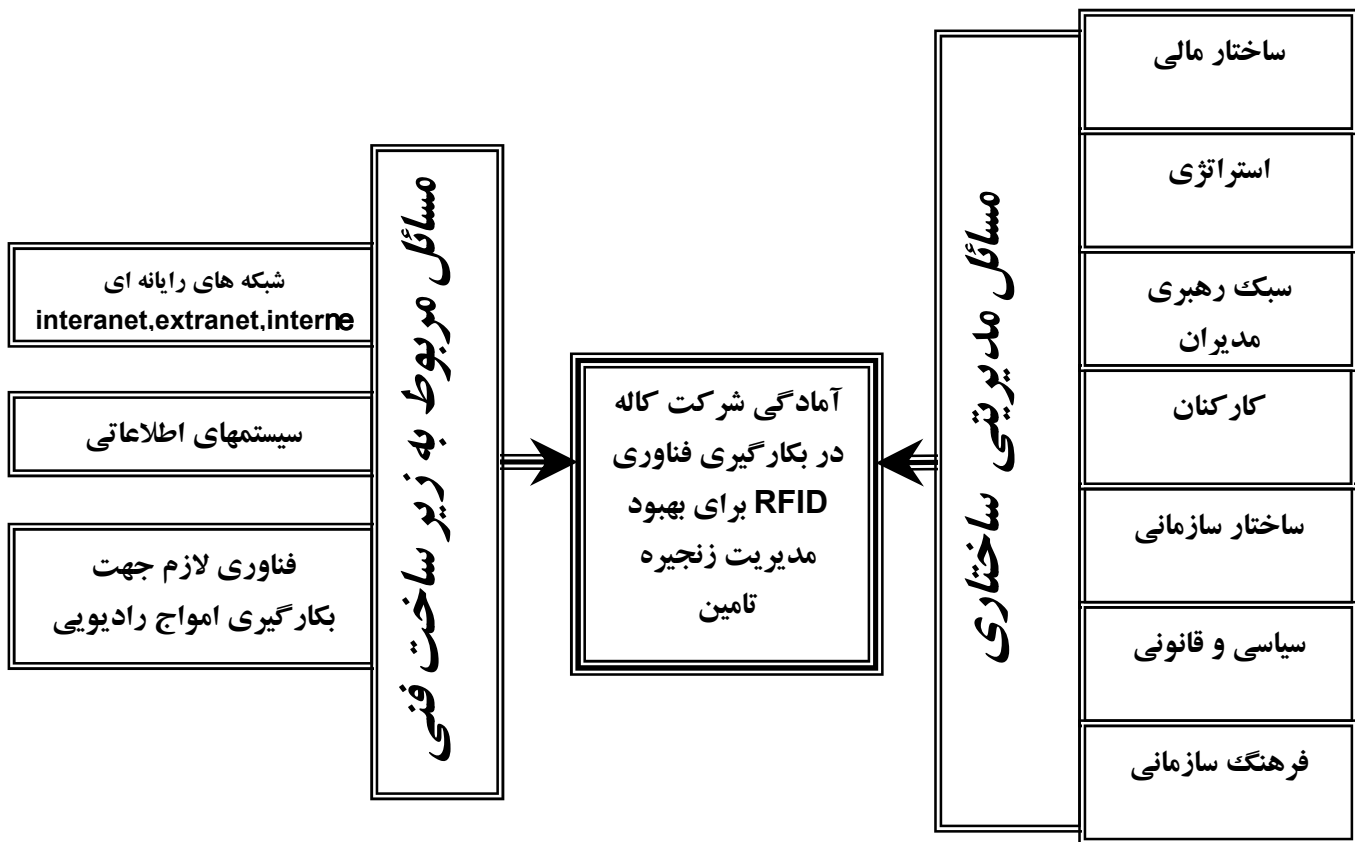 ساختار مالی
استراتژی
سبک رهبری
مدیران
کارکنان
ساختار سازمانی
سیاسی و قانونی
فرهنگ سازمانی
مسائل مدیریتی ساختاری
آمادگی شرکت کاله
در بکارگیری فناوری
RFID برای بهبود
مدیریت زنجیره
تامین
مسائل مربوط به زیر ساخت فنی
شبکه های رایانه ای
interanet,extranet,interne
سیستمهای اطلاعاتی
فناوری لازم جهت
بکارگیری امواج رادیویی